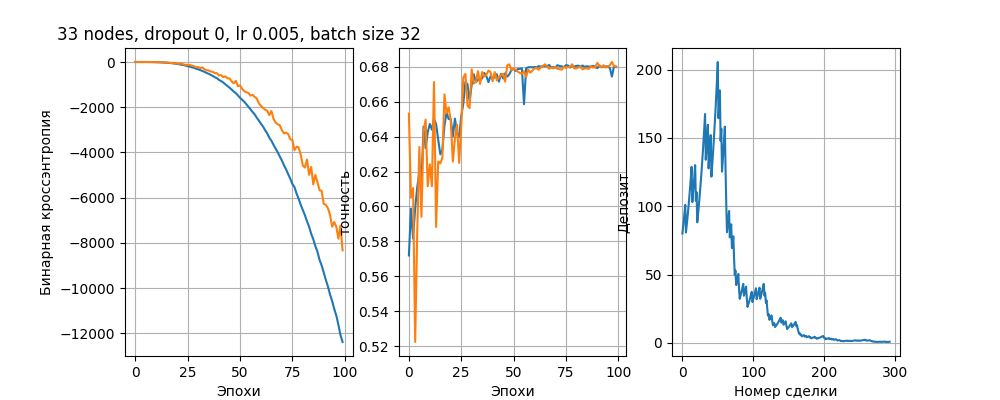 33 nodes, dropout 0, lr 0.005, batch size 32
Бинарная кроссэнтропия
0
−2000
−4000
−6000
−8000
−10000
−12000
0 25 50 75 100
Эпохи
точность
0.68
0.66
0.64
0.62
0.60
0.58
0.56
0.54
0.52
0 25 50 75 100
Эпохи
Депозит
200
150
100
50
0
0 100 200 300
Номер сделки